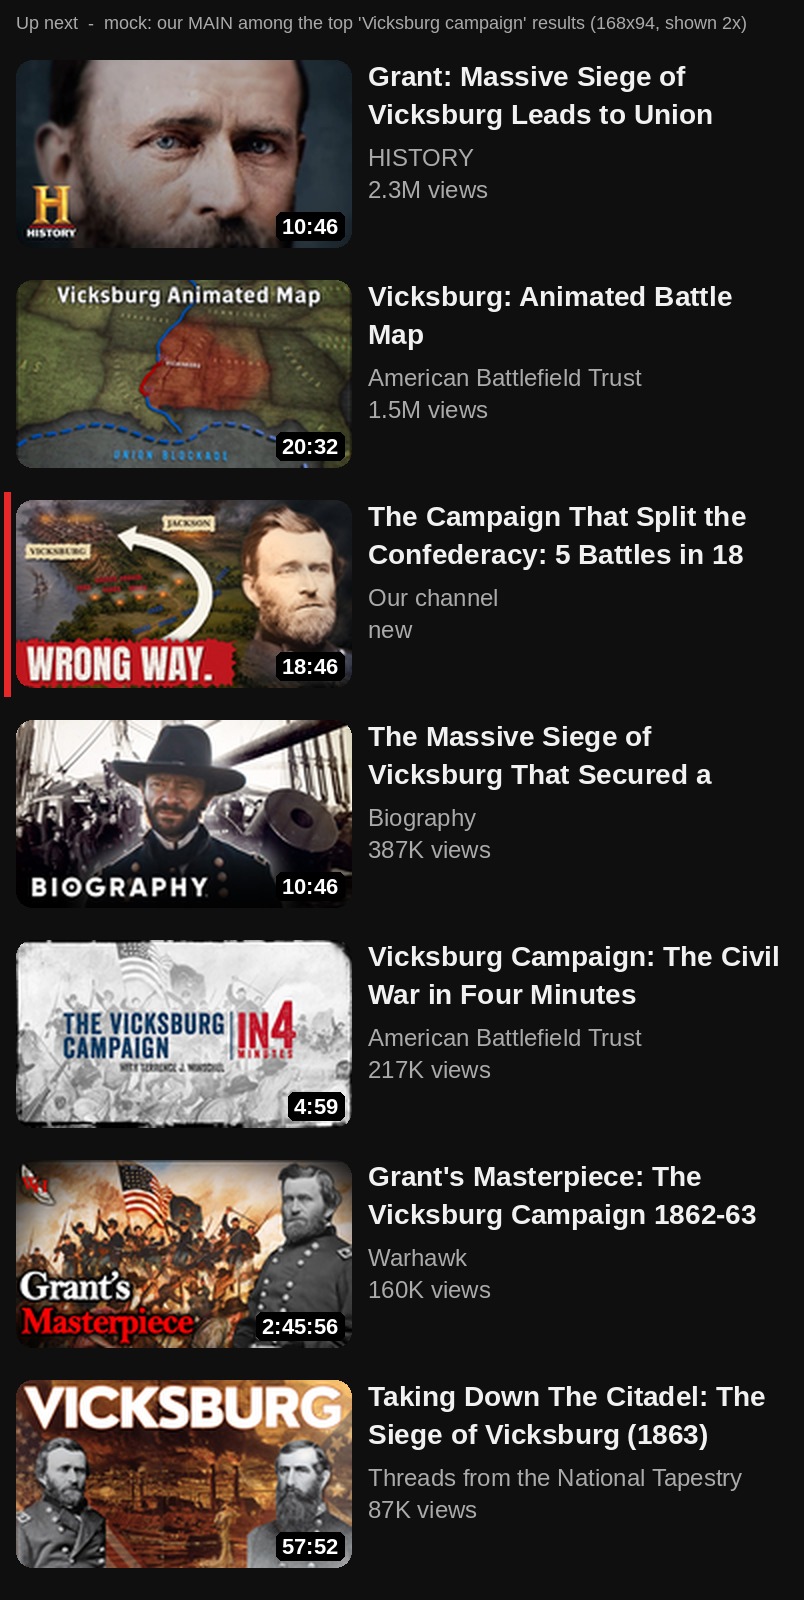 Up next - mock: our MAIN among the top 'Vicksburg campaign' results (168x94, shown 2x)
H
HISTORY
10:46
Grant: Massive Siege of
Vicksburg Leads to Union
HISTORY
2.3M views
Vicksburg Animated Map
VICKSBURG
UNION BLOCKADE
20:32
Vicksburg: Animated Battle
Map
American Battlefield Trust
1.5M views
JACKSON
VICKSBURG
WRONG WAY.
18:46
The Campaign That Split the
Confederacy: 5 Battles in 18
Our channel
new
BIOGRAPHY
10:46
The Massive Siege of
Vicksburg That Secured a
Biography
387K views
THE VICKSBURG
CAMPAIGN
IN4
MINUTES
WITH TERRENCE J. WINSCHEL
4:59
Vicksburg Campaign: The Civil
War in Four Minutes
American Battlefield Trust
217K views
Grant's
Masterpiece
2:45:56
Grant's Masterpiece: The
Vicksburg Campaign 1862-63
Warhawk
160K views
VICKSBURG
57:52
Taking Down The Citadel: The
Siege of Vicksburg (1863)
Threads from the National Tapestry
87K views